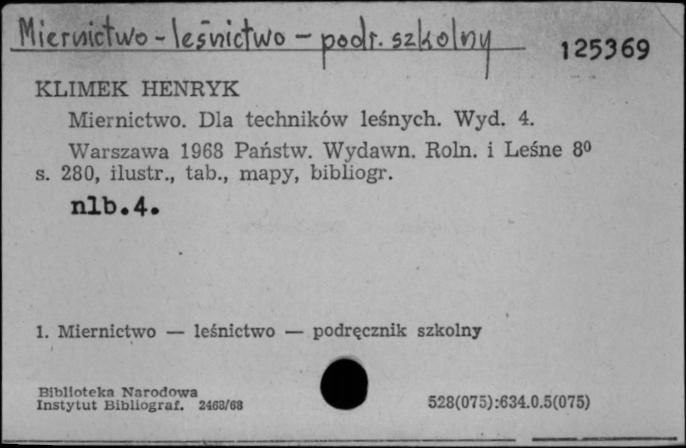 Miernictwo - leśnictwo - podr. szkolny
125369
KLIMEK HENRYK
Miernictwo. Dla techników leśnych. Wyd. 4.
Warszawa 1968 Państw. Wydawn. Roln. i Leśne 8⁰
s. 280, ilustr., tab., mapy, bibliogr.
nlb.4.
1. Miernictwo — leśnictwo — podręcznik szkolny
Biblioteka Narodowa
Instytut Bibliograf. 2468/68
528(075):634.0.5(075)